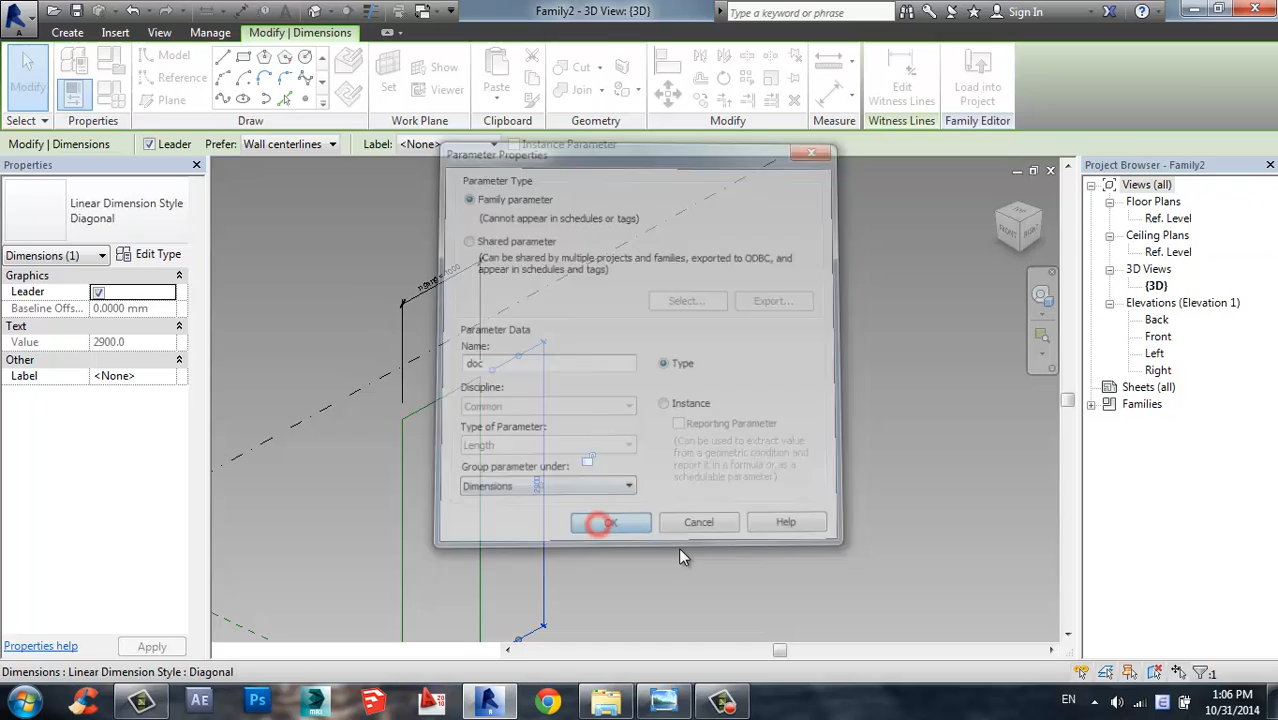 Family2 - 3D View: {3D}
Type a keyword or phrase
Sign In
Create
Insert
View
Manage
Modify | Dimensions
Modify
Model
Reference
Plane
Set
Show
Viewer
Paste
Cut
Join
Edit
Witness Lines
Load into
Project
Select
Properties
Draw
Work Plane
Clipboard
Geometry
Modify
Measure
Witness Lines
Family Editor
Modify | Dimensions
Leader
Prefer:
Wall centerlines
Label:
<None>
Instance Parameter
Properties
Linear Dimension Style
Diagonal
Dimensions (1)
Edit Type
Graphics
Leader
Baseline Offs...
0.0000 mm
Text
Value
2900.0
Other
Label
<None>
Properties help
Apply
Parameter Properties
Parameter Type
Family parameter
(Cannot appear in schedules or tags)
Shared parameter
(Can be shared by multiple projects and families, exported to ODBC, and
appear in schedules and tags)
Select...
Export...
Parameter Data
Name:
doc
Type
Discipline:
Common
Instance
Reporting Parameter
Type of Parameter:
Length
(Can be used to extract value
from a geometric condition and
report it in a formula or as a
schedulable parameter)
Group parameter under:
Dimensions
OK
Cancel
Help
Project Browser - Family2
Views (all)
Floor Plans
Ref. Level
Ceiling Plans
Ref. Level
3D Views
{3D}
Elevations (Elevation 1)
Back
Front
Left
Right
Sheets (all)
Families
Dimensions : Linear Dimension Style : Diagonal
:1
EN
1:06 PM
10/31/2014